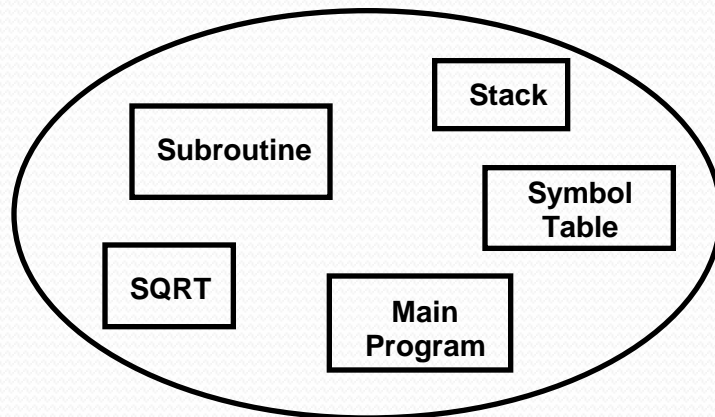 Stack
Subroutine
Symbol
Table
SQRT
Main
Program